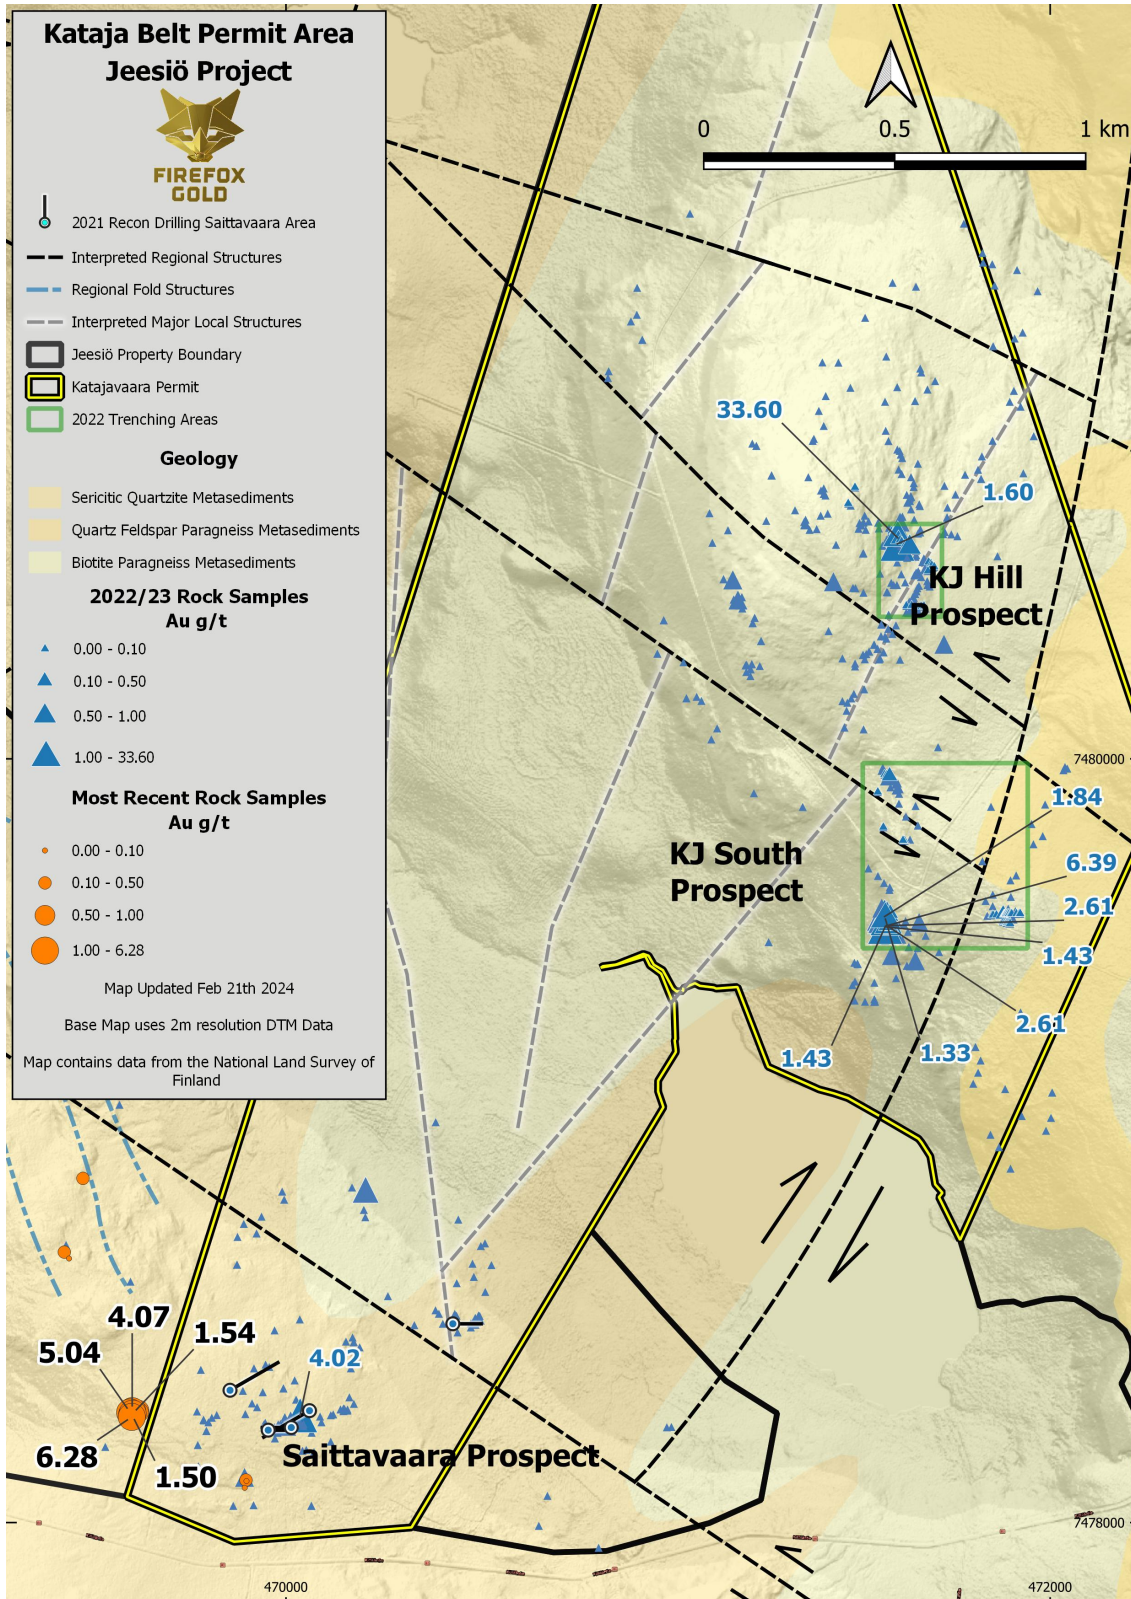 Kataja Belt Permit Area
Jeesiö Project
FIREFOX
GOLD
2021 Recon Drilling Saittavaara Area
Interpreted Regional Structures
Regional Fold Structures
Interpreted Major Local Structures
Jeesiö Property Boundary
Katajavaara Permit
2022 Trenching Areas
Geology
Sericitic Quartzite Metasediments
Quartz Feldspar Paragneiss Metasediments
Biotite Paragneiss Metasediments
2022/23 Rock Samples
Au g/t
0.00 - 0.10
0.10 - 0.50
0.50 - 1.00
1.00 - 33.60
Most Recent Rock Samples
Au g/t
0.00 - 0.10
0.10 - 0.50
0.50 - 1.00
1.00 - 6.28
Map Updated Feb 21th 2024
Base Map uses 2m resolution DTM Data
Map contains data from the National Land Survey of
Finland
0 0.5 1 km
33.60
1.60
KJ Hill
Prospect
7480000
1.84
KJ South
Prospect
6.39
2.61
1.43
2.61
1.33
1.43
4.07
1.54
5.04
4.02
6.28
1.50
Saittavaara Prospect
7478000
470000
472000